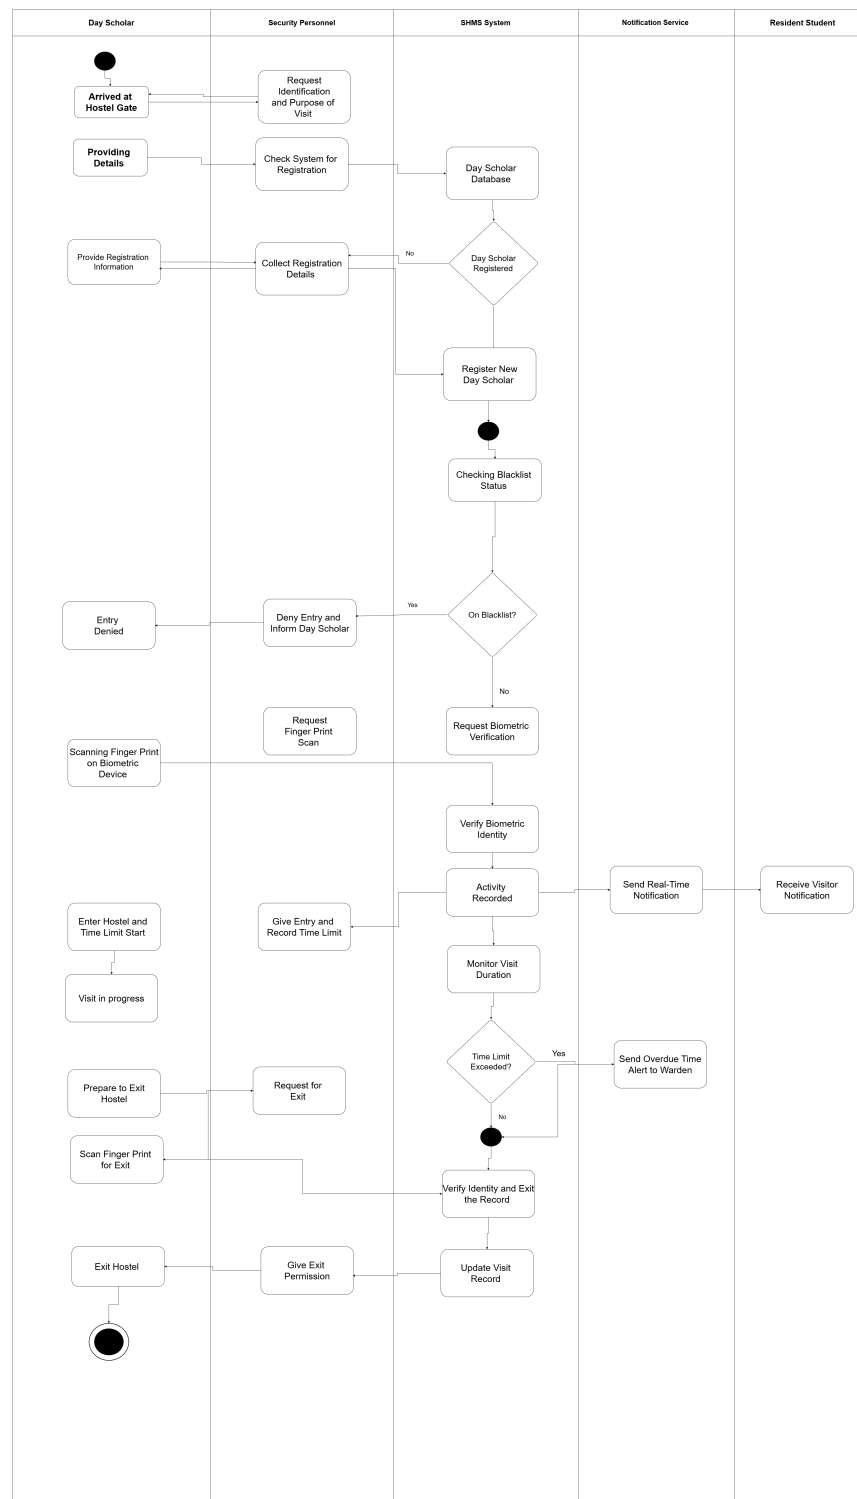 Day Scholar
Security Personnel
SHMS System
Notification Service
Resident Student
Request
Identification
and Purpose of
Visit
Arrived at
Hostel Gate
Providing
Details
Check System for
Registration
Day Scholar
Database
Provide Registration
Information
Collect Registration
Details
No
Day Scholar
Registered
Register New
Day Scholar
Checking Blacklist
Status
Entry
Denied
Deny Entry and
Inform Day Scholar
Yes
On Blacklist?
No
Request
Finger Print
Scan
Request Biometric
Verification
Scanning Finger Print
on Biometric
Device
Verify Biometric
Identity
Activity
Recorded
Send Real-Time
Notification
Receive Visitor
Notification
Enter Hostel and
Time Limit Start
Give Entry and
Record Time Limit
Monitor Visit
Duration
Visit in progress
Time Limit
Exceeded?
Yes
Send Overdue Time
Alert to Warden
Prepare to Exit
Hostel
Request for
Exit
No
Scan Finger Print
for Exit
Verify Identity and Exit
the Record
Exit Hostel
Give Exit
Permission
Update Visit
Record